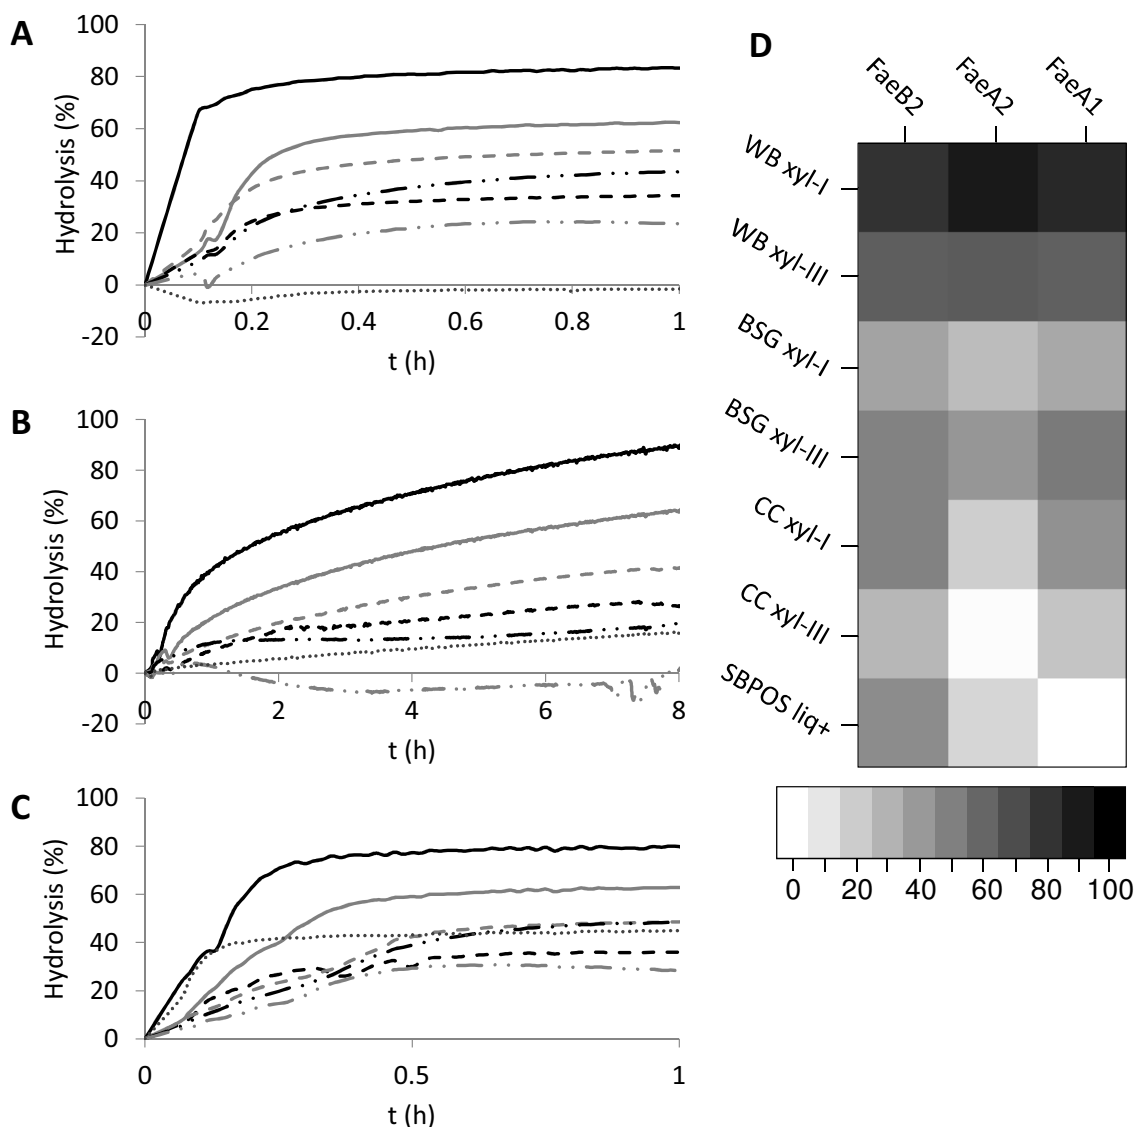 A
Hydrolysis (%)
100
80
60
40
20
0
-20
0 0.2 0.4 0.6 0.8 1
t (h)
B
Hydrolysis (%)
100
80
60
40
20
0
-20
0 2 4 6 8
t (h)
C
Hydrolysis (%)
100
80
60
40
20
0
0 0.5 1
t (h)
D
FaeB2 FaeA2 FaeA1
WB xyl-I
WB xyl-III
BSG xyl-I
BSG xyl-III
CC xyl-I
CC xyl-III
SBPOS liq+
0 20 40 60 80 100